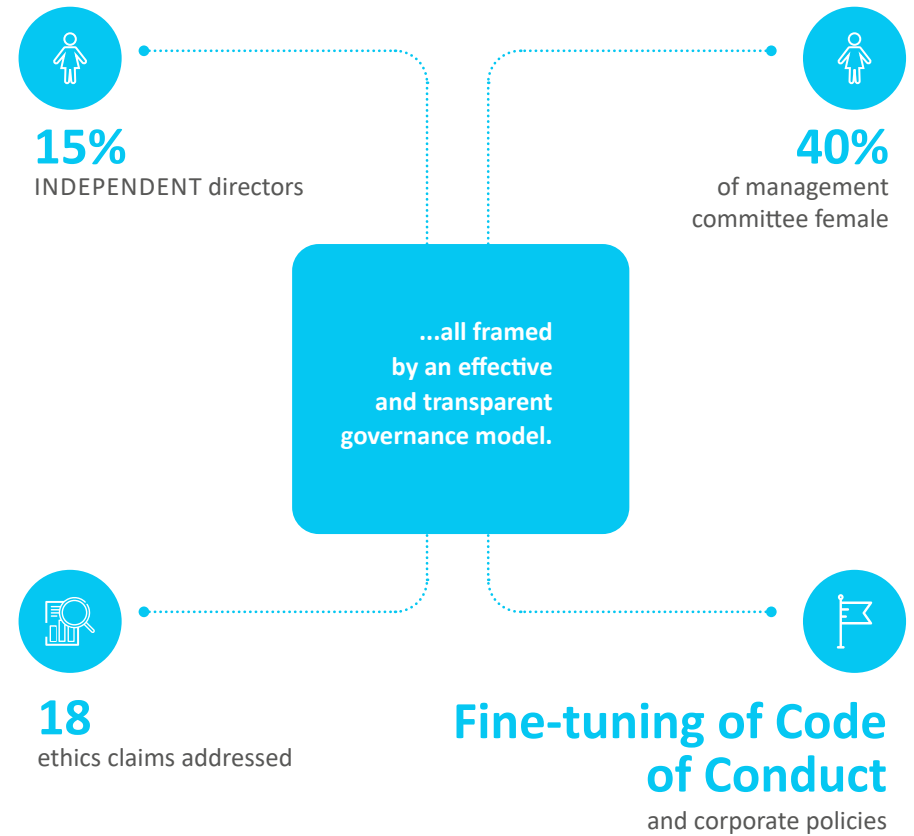 15%
INDEPENDENT directors
40%
of management
committee female
...all framed
by an effective
and transparent
governance model.
18
ethics claims addressed
Fine-tuning of Code
of Conduct
and corporate policies